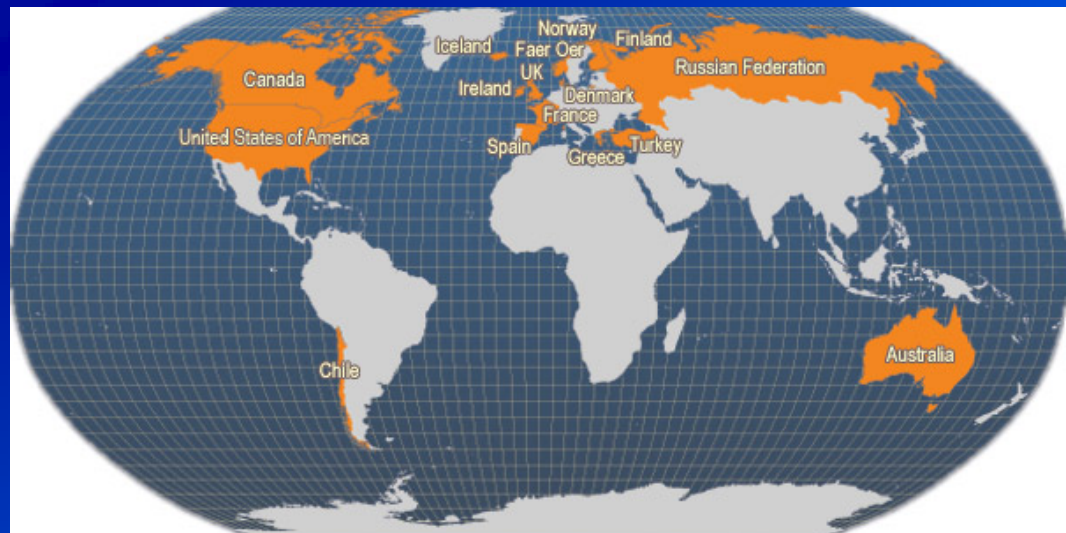 Norway
Iceland
Faer Oer
Finland
Canada
UK
Russian Federation
Ireland
Denmark
France
United States of America
Spain
Turkey
Greece
Chile
Australia